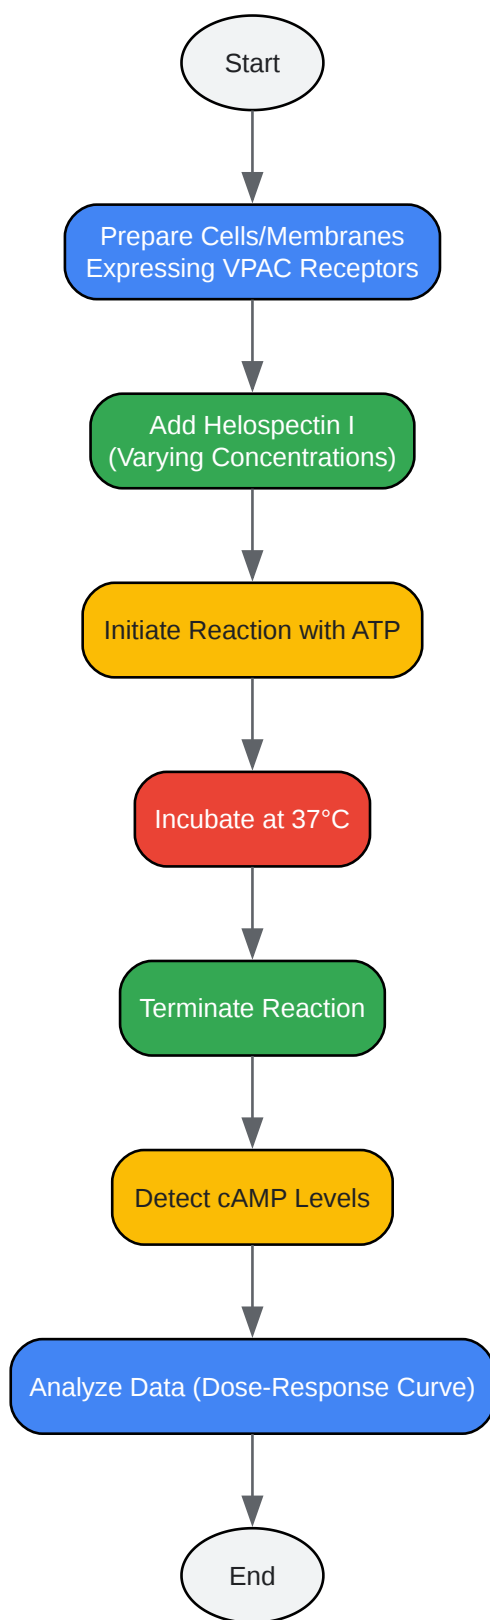 Start
Prepare Cells/Membranes
Expressing VPAC Receptors
Add Helospectin I
(Varying Concentrations)
Initiate Reaction with ATP
Incubate at 37°C
Terminate Reaction
Detect cAMP Levels
Analyze Data (Dose-Response Curve)
End